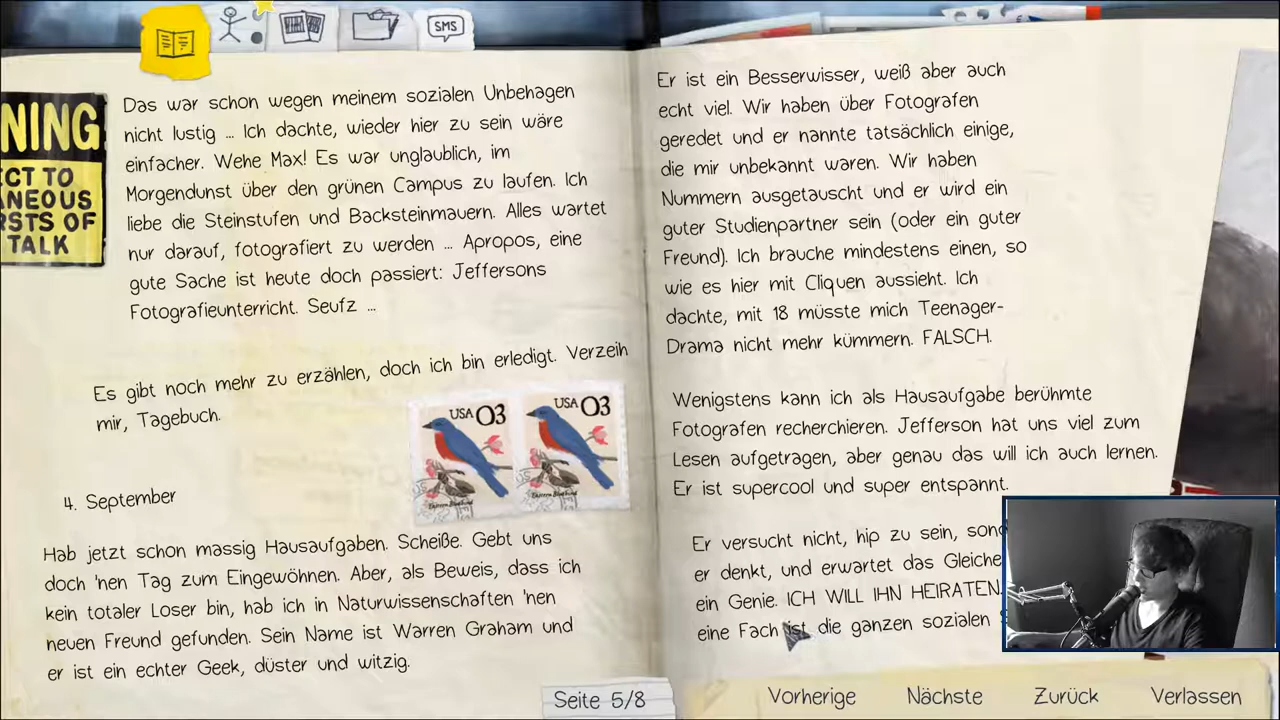 SMS
NING
ECT TO
ANEOUS
RSTS OF
TALK
Das war schon wegen meinem sozialen Unbehagen
nicht lustig ... Ich dachte, wieder hier zu sein wäre
einfacher. Wehe Max! Es war unglaublich, im
Morgendunst über den grünen Campus zu laufen. Ich
liebe die Steinstufen und Backsteinmauern. Alles wartet
nur darauf, fotografiert zu werden ... Apropos, eine
gute Sache ist heute doch passiert: Jeffersons
Fotografieunterricht. Seufz ...
Es gibt noch mehr zu erzählen, doch ich bin erledigt. Verzeih
mir, Tagebuch.
USA 03
USA 03
4. September
Hab jetzt schon massig Hausaufgaben. Scheiße. Gebt uns
doch 'nen Tag zum Eingewöhnen. Aber, als Beweis, dass ich
kein totaler Loser bin, hab ich in Naturwissenschaften 'nen
neuen Freund gefunden. Sein Name ist Warren Graham und
er ist ein echter Geek, düster und witzig.
Er ist ein Besserwisser, weiß aber auch
echt viel. Wir haben über Fotografen
geredet und er nannte tatsächlich einige,
die mir unbekannt waren. Wir haben
Nummern ausgetauscht und er wird ein
guter Studienpartner sein (oder ein guter
Freund). Ich brauche mindestens einen, so
wie es hier mit Cliquen aussieht. Ich
dachte, mit 18 müsste mich Teenager-
Drama nicht mehr kümmern. FALSCH.
Wenigstens kann ich als Hausaufgabe berühmte
Fotografen recherchieren. Jefferson hat uns viel zum
Lesen aufgetragen, aber genau das will ich auch lernen.
Er ist supercool und super entspannt.
Er versucht nicht, hip zu sein, sond
er denkt, und erwartet das Gleiche
ein Genie. ICH WILL IHN HEIRATEN.
eine Fach ist die ganzen sozialen
Seite 5/8
Vorherige
Nächste
Zurück
Verlassen